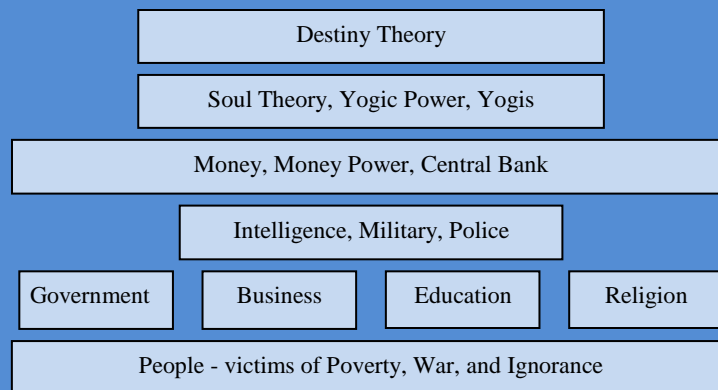 Destiny Theory
Soul Theory, Yogic Power, Yogis
Money, Money Power, Central Bank
Intelligence, Military, Police
Government
Business
Education
Religion
People - victims of Poverty, War, and Ignorance